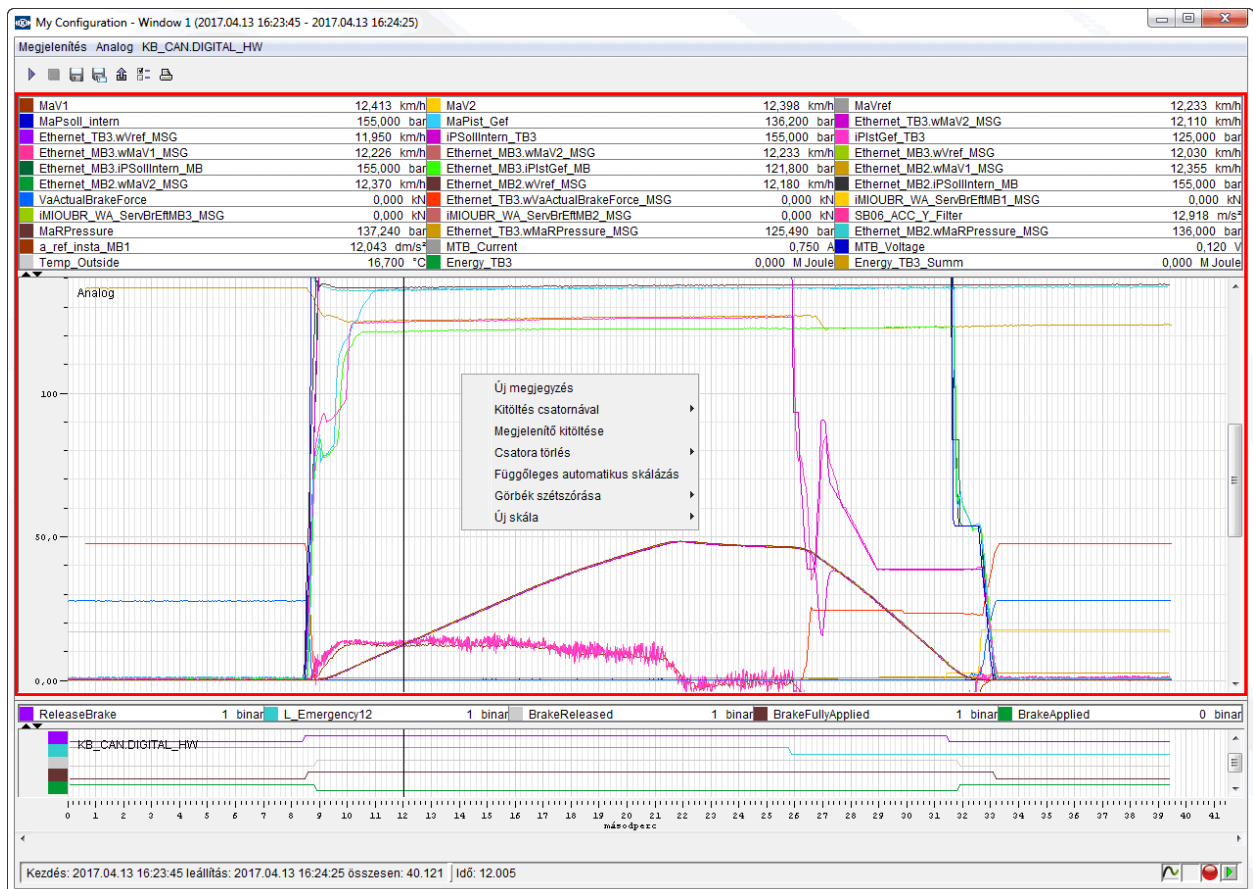 My Configuration - Window 1 (2017.04.13 16:23:45 - 2017.04.13 16:24:25)
Megjelenítés Analog KB_CAN.DIGITAL_HW
MaV1 12,413 km/h MaV2 12,398 km/h MaVref 12,233 km/h
MaPsoll_intern 155,000 bar MaPist_Gef 136,200 bar Ethernet_TB3.wMaV2_MSG 12,110 km/h
Ethernet_TB3.wVref_MSG 11,950 km/h iPSollIntern_TB3 155,000 bar iPIstGef_TB3 125,000 bar
Ethernet_MB3.wMaV1_MSG 12,226 km/h Ethernet_MB3.wMaV2_MSG 12,233 km/h Ethernet_MB3.wVref_MSG 12,030 km/h
Ethernet_MB3.iPSollIntern_MB 155,000 bar Ethernet_MB3.iPIstGef_MB 121,800 bar Ethernet_MB2.wMaV1_MSG 12,355 km/h
Ethernet_MB2.wMaV2_MSG 12,370 km/h Ethernet_MB2.wVref_MSG 12,180 km/h Ethernet_MB2.iPSollIntern_MB 155,000 bar
VaActualBrakeForce 0,000 kN Ethernet_TB3.wVaActualBrakeForce_MSG 0,000 kN iMIOUBR_WA_ServBrEftMB1_MSG 0,000 kN
iMIOUBR_WA_ServBrEftMB3_MSG 0,000 kN iMIOUBR_WA_ServBrEftMB2_MSG 0,000 kN SB06_ACC_Y_Filter 12,918 m/s²
MaRPressure 137,240 bar Ethernet_TB3.wMaRPressure_MSG 125,490 bar Ethernet_MB2.wMaRPressure_MSG 136,000 bar
a_ref_insta_MB1 12,043 dm/s² MTB_Current 0,750 A MTB_Voltage 0,120 V
Temp_Outside 16,700 °C Energy_TB3 0,000 M Joule Energy_TB3_Summ 0,000 M Joule
Analog
100
50,0
0,00
Új megjegyzés
Kitöltés csatornával
Megjelenítő kitöltése
Csatora törlés
Függőleges automatikus skálázás
Görbék szétszórása
Új skála
ReleaseBrake 1 binar L_Emergency12 1 binar BrakeReleased 1 binar BrakeFullyApplied 1 binar BrakeApplied 0 binar
KB_CAN.DIGITAL_HW
0 1 2 3 4 5 6 7 8 9 10 11 12 13 14 15 16 17 18 19 20 21 22 23 24 25 26 27 28 29 30 31 32 33 34 35 36 37 38 39 40 41
másodperc
Kezdés: 2017.04.13 16:23:45 leállítás: 2017.04.13 16:24:25 összesen: 40.121 Idő: 12.005